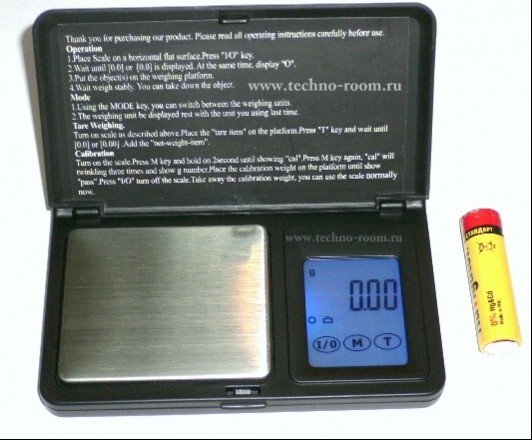 Thank you for purchasing our product. Please read all operating instructions carefully before use.
Operation
1.Place Scale on a horizontal flat surface.Press "I/O" key.
2.Wait until [0.0] or [0.00] is displayed. At the same time, display "O".
3.Put the object(s) on the weighing platform.
4.Wait weigh stably. You can take down the object.
www.techno-room.ru
Mode
1.Using the MODE key, you can switch between the weighing units.
2.The weighing unit be displayed rest with the unit you using last time.
Tare Weighing.
Turn on scale as described above.Place the "tare item" on the platform.Press "T" key and wait until
[0.0] or [0.00] .Add the "net-weight-item".
Calibration
Turn on the scale.Press M key and hold on 2second until showing "cal".Press M key again, "cal" will
twinkling three times and show g number.Place the calibration weight on the platform until show
"pass".Press "I/O" turn off the scale.Take away the calibration weight, you can use the scale normally
now.
www.techno-room.ru
g
0.00
I/O M T
СТАНДАРТ
0% Hg&Cd